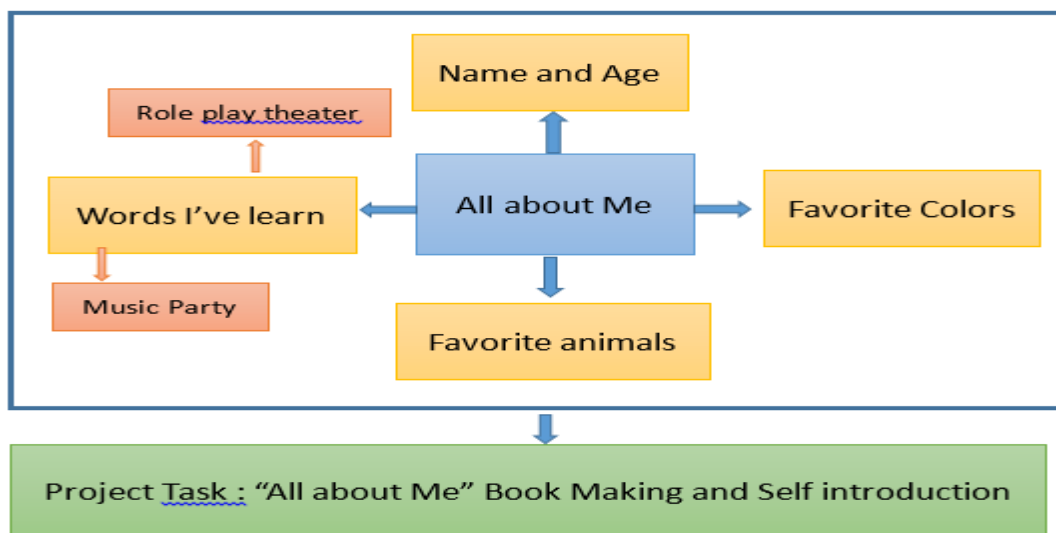 Name and Age
Role play theater
All about Me
Words I’ve learn
Favorite Colors
Music Party
Favorite animals
Project Task : “All about Me” Book Making and Self introduction